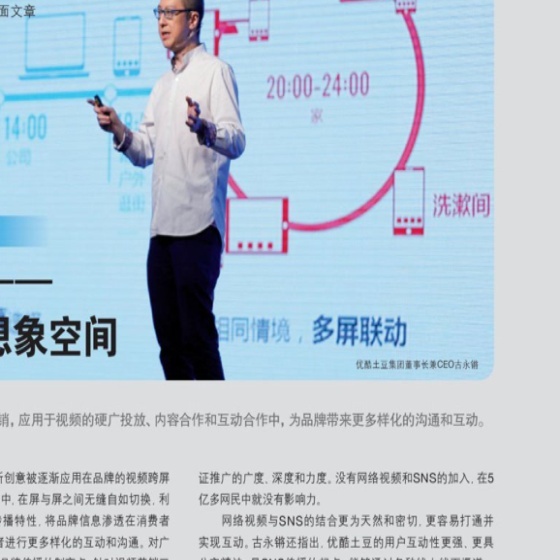 面文章
20:00-24:00
家
14:00
公司
户外
逛街
洗漱间
相同情境，多屏联动
想象空间
优酷土豆集团董事长兼CEO古永锵
销，应用于视频的硬广投放、内容合作和互动合作中，为品牌带来更多样化的沟通和互动。
新创意被逐渐应用在品牌的视频跨屏
中，在屏与屏之间无缝自如切换，利
播特性，将品牌信息渗透在消费者
进行更多样化的互动和沟通。对广
证推广的广度、深度和力度。没有网络视频和SNS的加入，在5
亿多网民中就没有影响力。
网络视频与SNS的结合更为天然和密切，更容易打通并
实现互动。古永锵还指出，优酷土豆的用户互动性更强，更具